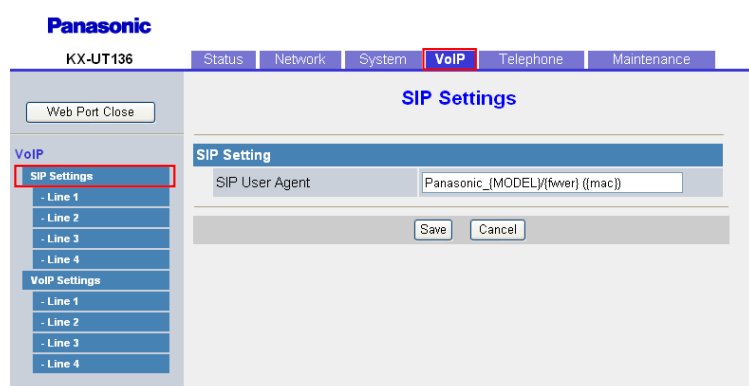 Panasonic
KX-UT136
Status Network System VoIP Telephone Maintenance
Web Port Close
SIP Settings
VoIP
SIP Settings
- Line 1
- Line 2
- Line 3
- Line 4
VoIP Settings
- Line 1
- Line 2
- Line 3
- Line 4
SIP Setting
SIP User Agent Panasonic_{MODEL}/{fwver} ({mac})
Save Cancel